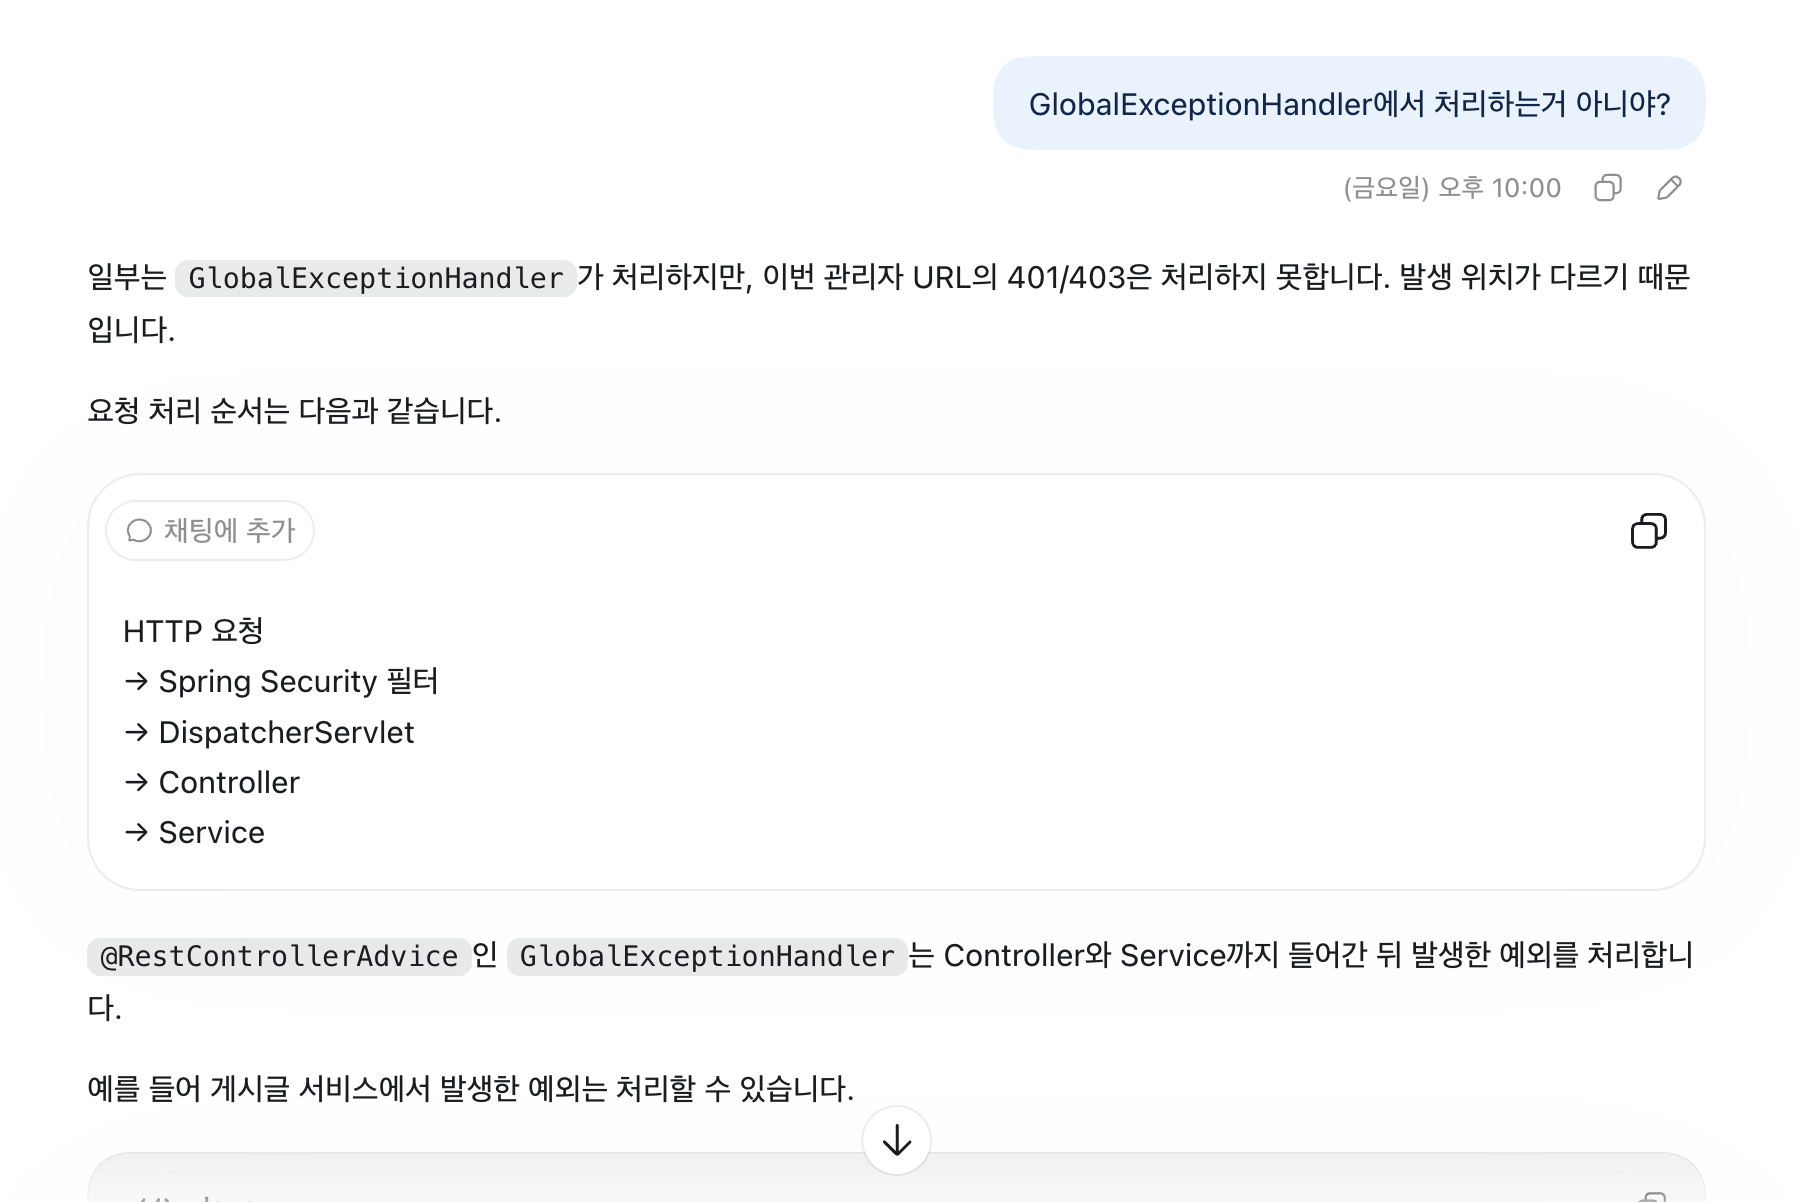 GlobalExceptionHandler에서 처리하는거 아니야?
(금요일) 오후 10:00
일부는 GlobalExceptionHandler가 처리하지만, 이번 관리자 URL의 401/403은 처리하지 못합니다. 발생 위치가 다르기 때문
입니다.
요청 처리 순서는 다음과 같습니다.
채팅에 추가
HTTP 요청
→ Spring Security 필터
→ DispatcherServlet
→ Controller
→ Service
@RestControllerAdvice인 GlobalExceptionHandler는 Controller와 Service까지 들어간 뒤 발생한 예외를 처리합니
다.
예를 들어 게시글 서비스에서 발생한 예외는 처리할 수 있습니다.